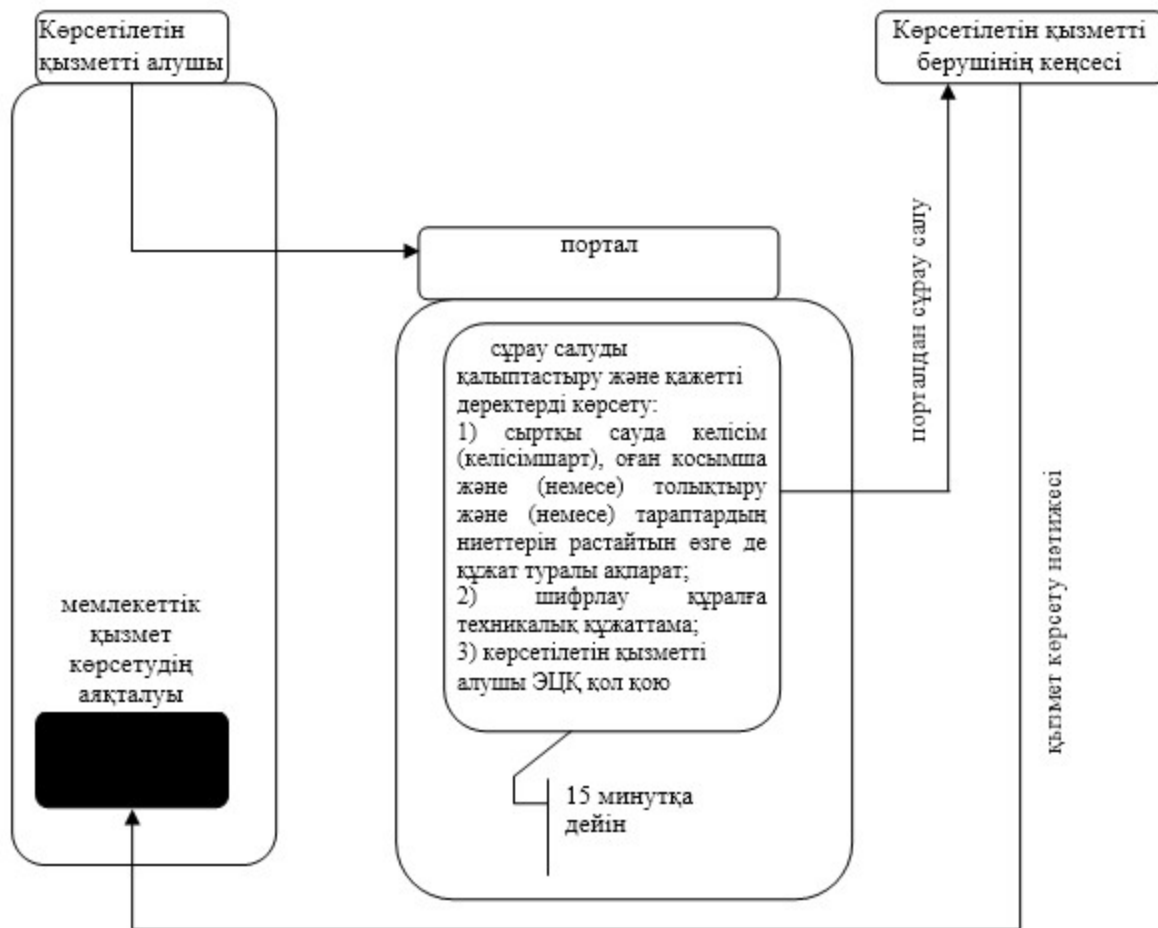 Көрсетілетін
қызметті алушы
Көрсетілетін қызметті
берушінің кеңсесі
портал
сұрау салуды
қалыптастыру және қажетті
деректерді көрсету:
1) сыртқы сауда келісім
(келісімшарт), оған косымша
және (немесе) толықтыру
және (немесе) тараптардың
ниеттерін растайтын өзге де
құжат туралы ақпарат;
2) шифрлау құралға
техникалық құжаттама;
3) көрсетілетін қызметті
алушы ЭЦҚ қол қою
15 минутқа
дейін
мемлекеттік
қызмет
көрсетудің
аяқталуы
порталдан сұрау салу
қызмет көрсету нәтижесі